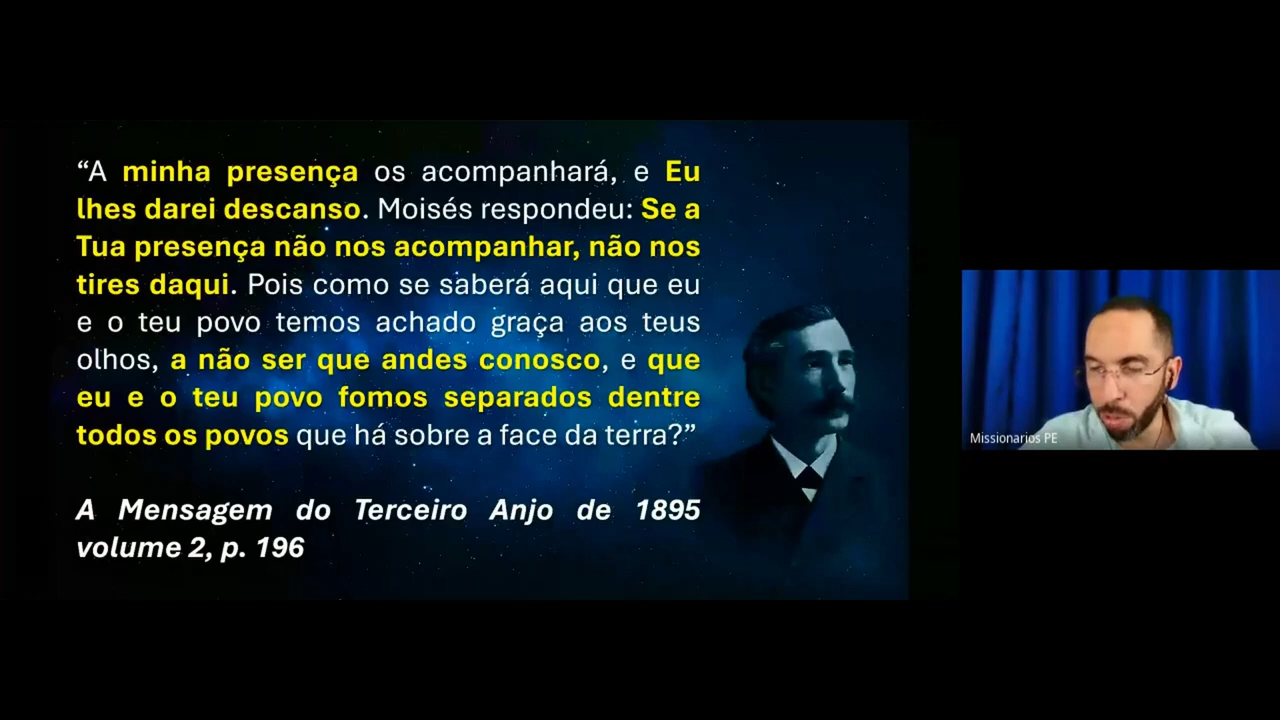 “A minha presença os acompanhará, e Eu
lhes darei descanso. Moisés respondeu: Se a
Tua presença não nos acompanhar, não nos
tires daqui. Pois como se saberá aqui que eu
e o teu povo temos achado graça aos teus
olhos, a não ser que andes conosco, e que
eu e o teu povo fomos separados dentre
todos os povos que há sobre a face da terra?”
A Mensagem do Terceiro Anjo de 1895
volume 2, p. 196
Missionarios PE